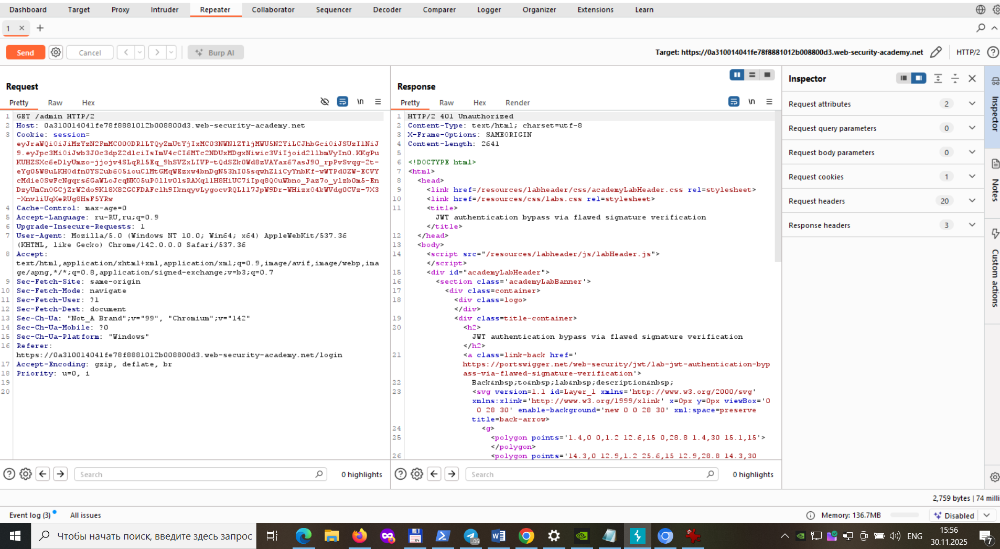 Dashboard Target Proxy Intruder Repeater Collaborator Sequencer Decoder Comparer Logger Organizer Extensions Learn
1
Send Cancel Burp AI Target: https://0a310014041fe78f8881012b008800d3.web-security-academy.net HTTP/2
Request
Pretty Raw Hex \n
1 GET /admin HTTP/2
2 Host: 0a310014041fe78f8881012b008800d3.web-security-academy.net
3 Cookie: session=
4 Cache-Control: max-age=0
5 Accept-Language: ru-RU,ru;q=0.9
6 Upgrade-Insecure-Requests: 1
7 User-Agent: Mozilla/5.0 (Windows NT 10.0; Win64; x64) AppleWebKit/537.36
(KHTML, like Gecko) Chrome/142.0.0.0 Safari/537.36
8 Accept:
text/html,application/xhtml+xml,application/xml;q=0.9,image/avif,image/webp,ima
ge/apng,*/*;q=0.8,application/signed-exchange;v=b3;q=0.7
9 Sec-Fetch-Site: same-origin
10 Sec-Fetch-Mode: navigate
11 Sec-Fetch-User: ?1
12 Sec-Fetch-Dest: document
13 Sec-Ch-Ua: "Not_A Brand";v="99", "Chromium";v="142"
14 Sec-Ch-Ua-Mobile: ?0
15 Sec-Ch-Ua-Platform: "Windows"
16 Referer:
https://0a310014041fe78f8881012b008800d3.web-security-academy.net/login
17 Accept-Encoding: gzip, deflate, br
18 Priority: u=0, i
19
20
Search 0 highlights
Response
Pretty Raw Hex Render \n
1 HTTP/2 401 Unauthorized
2 Content-Type: text/html; charset=utf-8
3 X-Frame-Options: SAMEORIGIN
4 Content-Length: 2641
5
6 <!DOCTYPE html>
7 <html>
8 <head>
9 <link href=/resources/labheader/css/academyLabHeader.css rel=stylesheet>
10 <link href=/resources/css/labs.css rel=stylesheet>
11 <title>
JWT authentication bypass via flawed signature verification
</title>
12 </head>
13 <body>
14 <script src="/resources/labheader/js/labHeader.js">
</script>
15 <div id="academyLabHeader">
16 <section class='academyLabBanner'>
17 <div class=container>
18 <div class=logo>
</div>
19 <div class=title-container>
20 <h2>
JWT authentication bypass via flawed signature verification
</h2>
21 <a class=link-back href='
https://portswigger.net/web-security/jwt/lab-jwt-authentication-byp
ass-via-flawed-signature-verification'>
22 Back&nbsp;to&nbsp;lab&nbsp;description&nbsp;
23 <svg version=1.1 id=Layer_1 xmlns='http://www.w3.org/2000/svg'
xmlns:xlink='http://www.w3.org/1999/xlink' x=0px y=0px viewBox='0
0 28 30' enable-background='new 0 0 28 30' xml:space=preserve
title=back-arrow>
24 <g>
25 <polygon points='1.4,0 0,1.2 12.6,15 0,28.8 1.4,30 15.1,15'>
</polygon>
26 <polygon points='14.3,0 12.9,1.2 25.6,15 12.9,28.8 14.3,30
Search 0 highlights
Inspector
Request attributes 2
Request query parameters 0
Request body parameters 0
Request cookies 1
Request headers 20
Response headers 3
Inspector
Notes
Custom actions
2,759 bytes | 74 milli
Event log (3) All issues Memory: 136.7MB Disabled
Чтобы начать поиск, введите здесь запрос
64
..06
ENG
15:56
30.11.2025
7